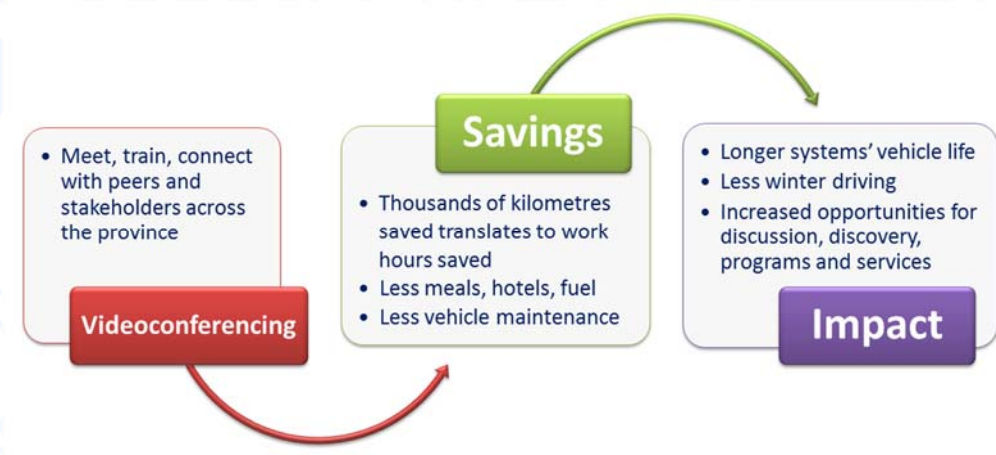 • Meet, train, connect
with peers and
stakeholders across
the province
Videoconferencing
Savings
• Thousands of kilometres
saved translates to work
hours saved
• Less meals, hotels, fuel
• Less vehicle maintenance
• Longer systems’ vehicle life
• Less winter driving
• Increased opportunities for
discussion, discovery,
programs and services
Impact